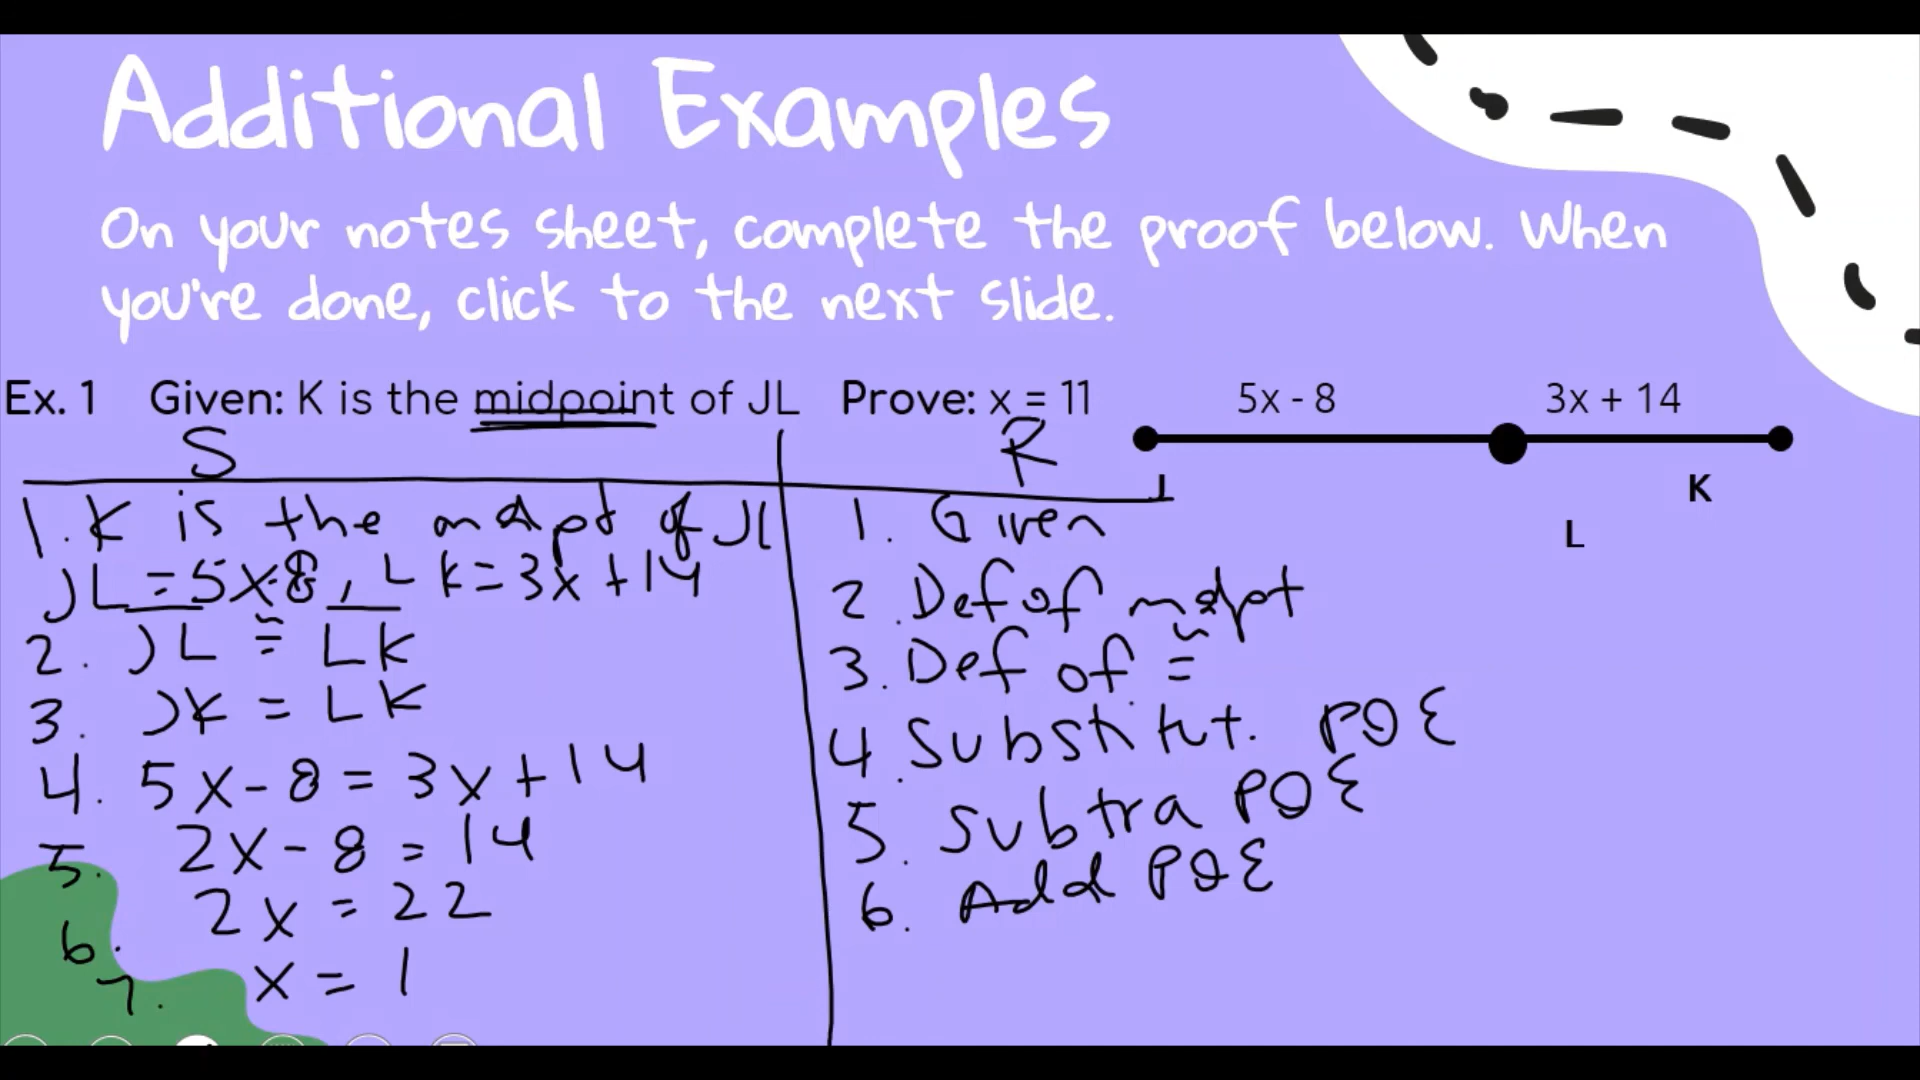 Additional Examples
On your notes sheet, complete the proof below. When
you're done, click to the next slide.
Ex. 1 Given: K is the midpoint of JL Prove: x = 11
5x - 8 3x + 14
J K
L
S R
1. K is the mdpt of JL
JL = 5x-8, LK = 3x+14
2. JL ≅ LK
3. JK = LK
4. 5x-8 = 3x+14
5. 2x-8 = 14
6. 2x = 22
7. x = 1
1. Given
2. Def of mdpt
3. Def of ≅
4. Substitut. POE
5. Subtra POE
6. Add POE